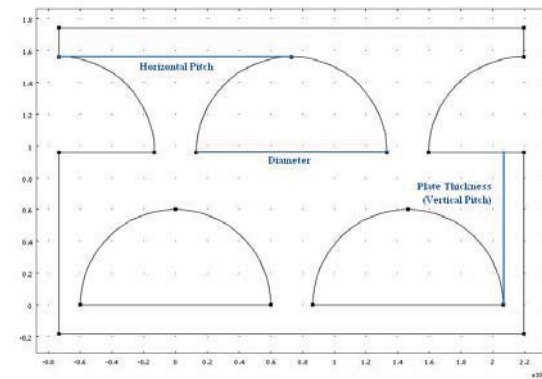 1.8
1.6
1.4
1.2
1
0.8
0.6
0.4
0.2
0
-0.2
Horizontal Pitch
Diameter
Plate Thickness
(Vertical Pitch)
-0.8 -0.6 -0.4 -0.2 0 0.2 0.4 0.6 0.8 1 1.2 1.4 1.6 1.8 2 2.2